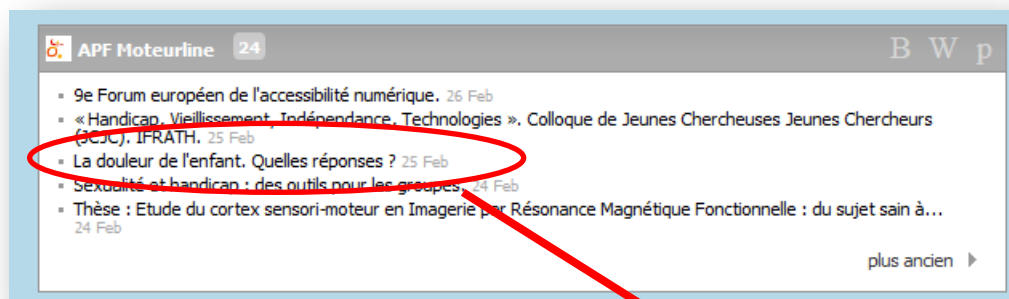 APF Moteurline 24 B W p
9e Forum européen de l'accessibilité numérique. 26 Feb
« Handicap, Vieillissement, Indépendance, Technologies ». Colloque de Jeunes Chercheuses Jeunes Chercheurs
(JCJC). IFRATH. 25 Feb
La douleur de l'enfant. Quelles réponses ? 25 Feb
Sexualité et handicap : des outils pour les groupes. 24 Feb
Thèse : Etude du cortex sensori-moteur en Imagerie par Résonance Magnétique Fonctionnelle : du sujet sain à...
24 Feb
plus ancien